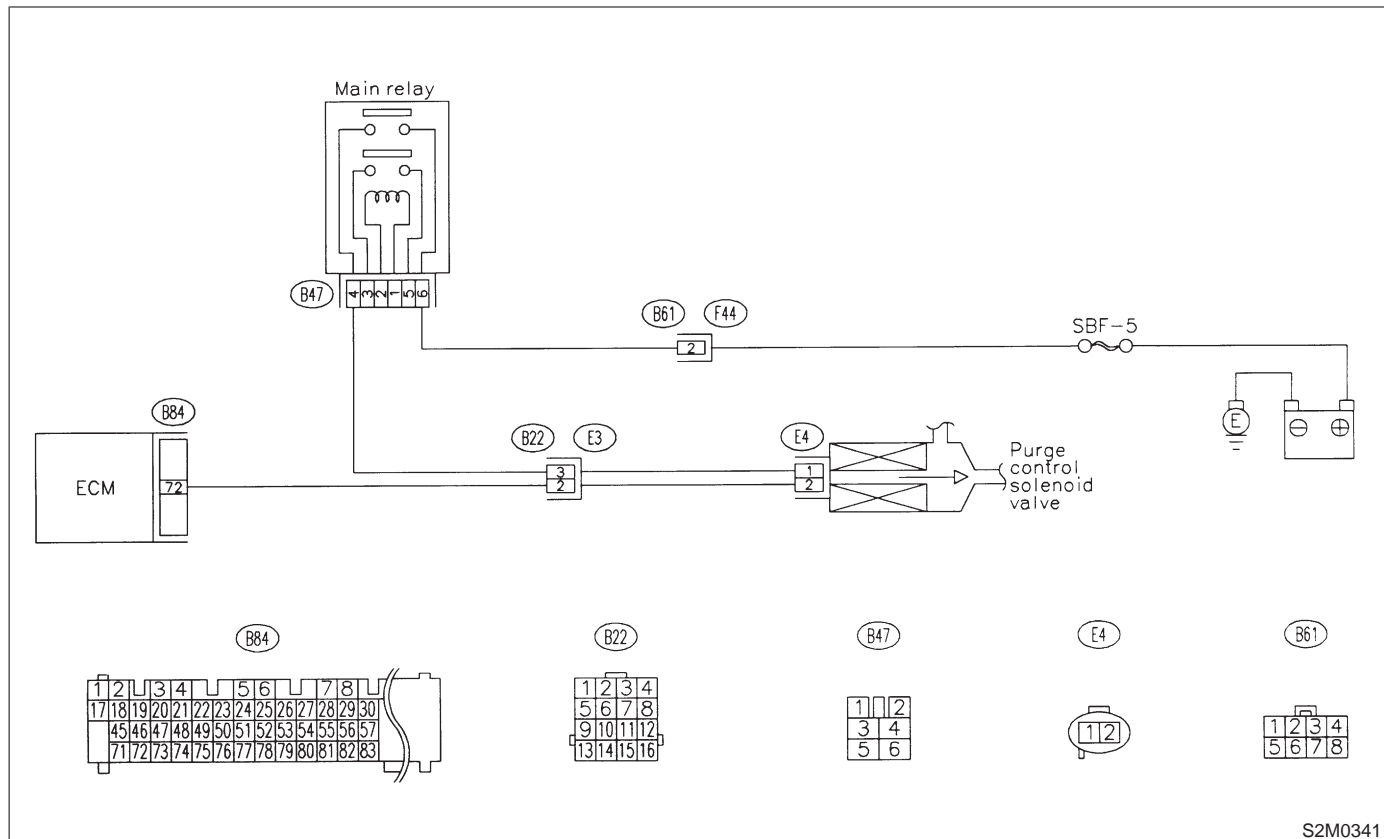 Main relay
B47
4 3 2 1 5 6
B61 F44
2
SBF-5
E
B84
ECM
72
B22 E3
3
2
E4
1
2
Purge
control
solenoid
valve
B84
1 2 3 4 5 6 7 8
17 18 19 20 21 22 23 24 25 26 27 28 29 30
45 46 47 48 49 50 51 52 53 54 55 56 57
71 72 73 74 75 76 77 78 79 80 81 82 83
B22
1 2 3 4
5 6 7 8
9 10 11 12
13 14 15 16
B47
1 2
3 4
5 6
E4
1 2
B61
1 2 3 4
5 6 7 8
S2M0341